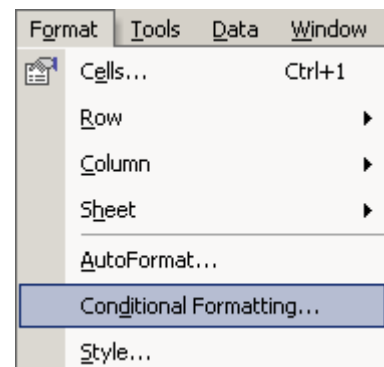 Format Tools Data Window
Cells... Ctrl+1
Row
Column
Sheet
AutoFormat...
Conditional Formatting...
Style...